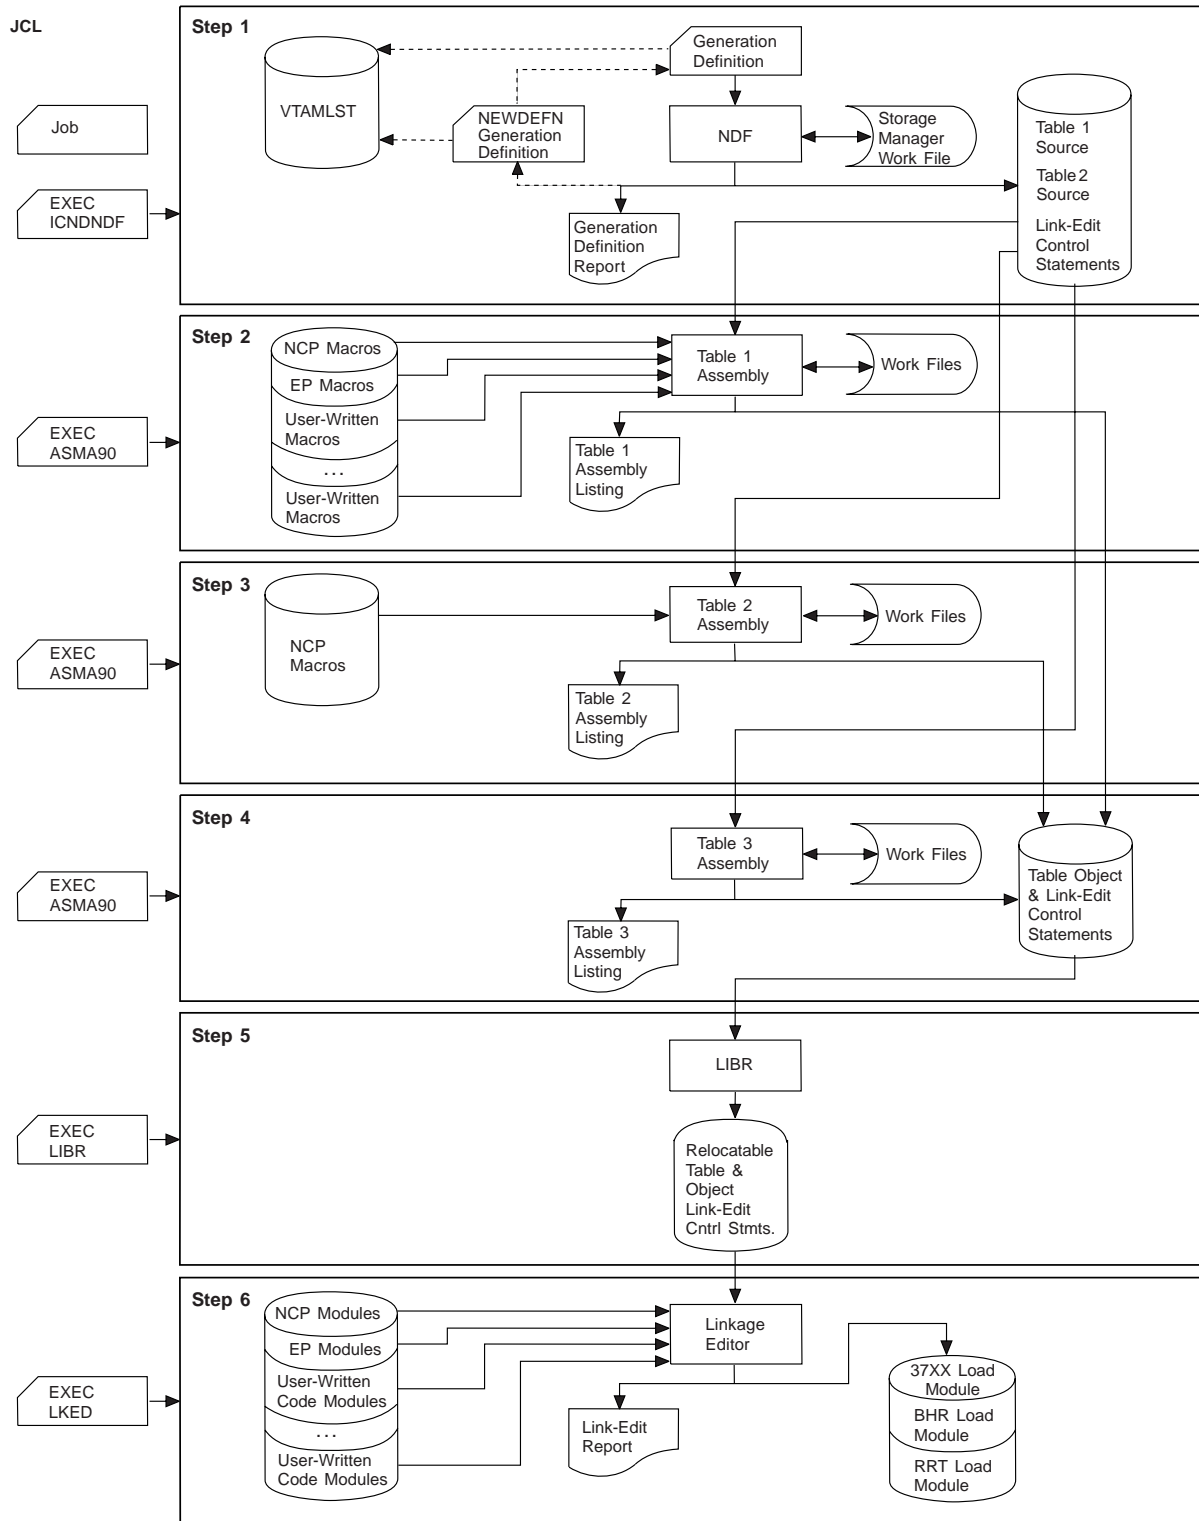 JCL
Job
EXEC
ICNDNDF
Step 1
VTAMLST
Generation
Definition
NEWDEFN
Generation
Definition
NDF
Storage
Manager
Work File
Generation
Definition
Report
Table 1
Source
Table 2
Source
Link-Edit
Control
Statements
EXEC
ASMA90
Step 2
NCP Macros
EP Macros
User-Written
Macros
...
User-Written
Macros
Table 1
Assembly
Work Files
Table 1
Assembly
Listing
EXEC
ASMA90
Step 3
NCP
Macros
Table 2
Assembly
Work Files
Table 2
Assembly
Listing
EXEC
ASMA90
Step 4
Table 3
Assembly
Work Files
Table 3
Assembly
Listing
Table Object
& Link-Edit
Control
Statements
EXEC
LIBR
Step 5
LIBR
Relocatable
Table &
Object
Link-Edit
Cntrl Stmts.
EXEC
LKED
Step 6
NCP Modules
EP Modules
User-Written
Code Modules
...
User-Written
Code Modules
Linkage
Editor
Link-Edit
Report
37XX Load
Module
BHR Load
Module
RRT Load
Module